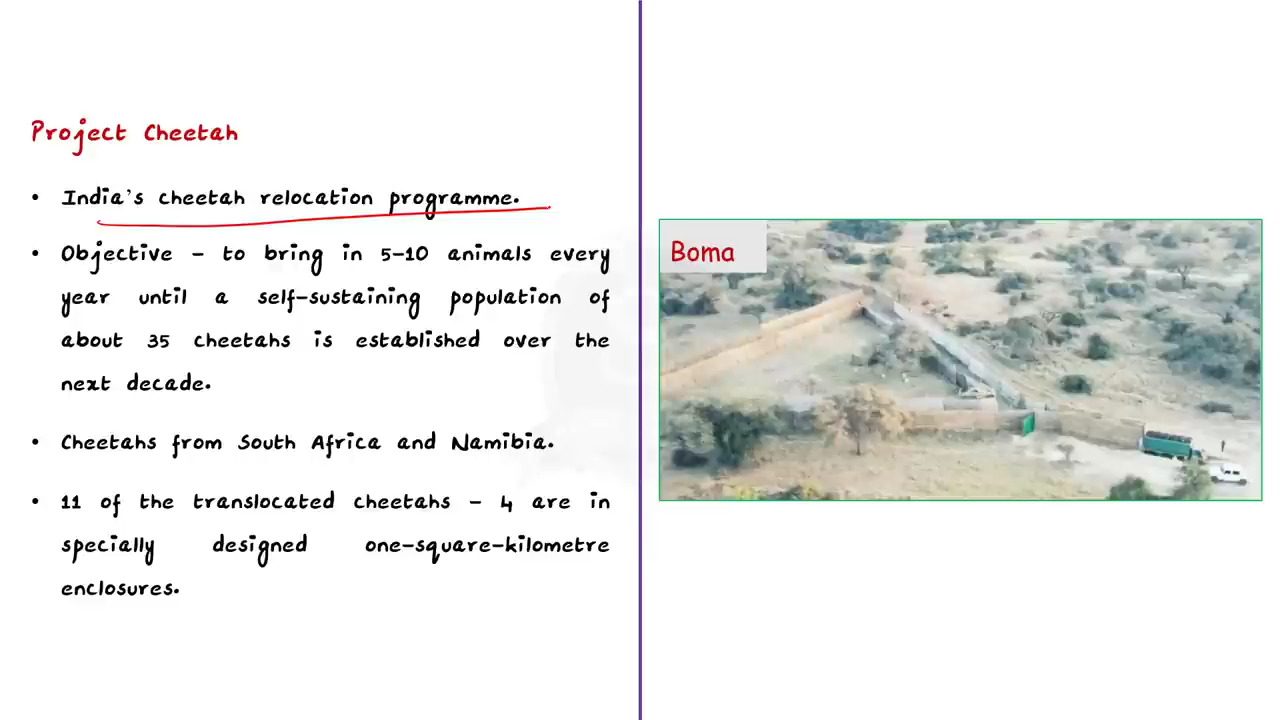 Project Cheetah
• India's cheetah relocation programme.
• Objective – to bring in 5-10 animals every
year until a self-sustaining population of
about 35 cheetahs is established over the
next decade.
• Cheetahs from South Africa and Namibia.
• 11 of the translocated cheetahs – 4 are in
specially designed one-square-kilometre
enclosures.
Boma